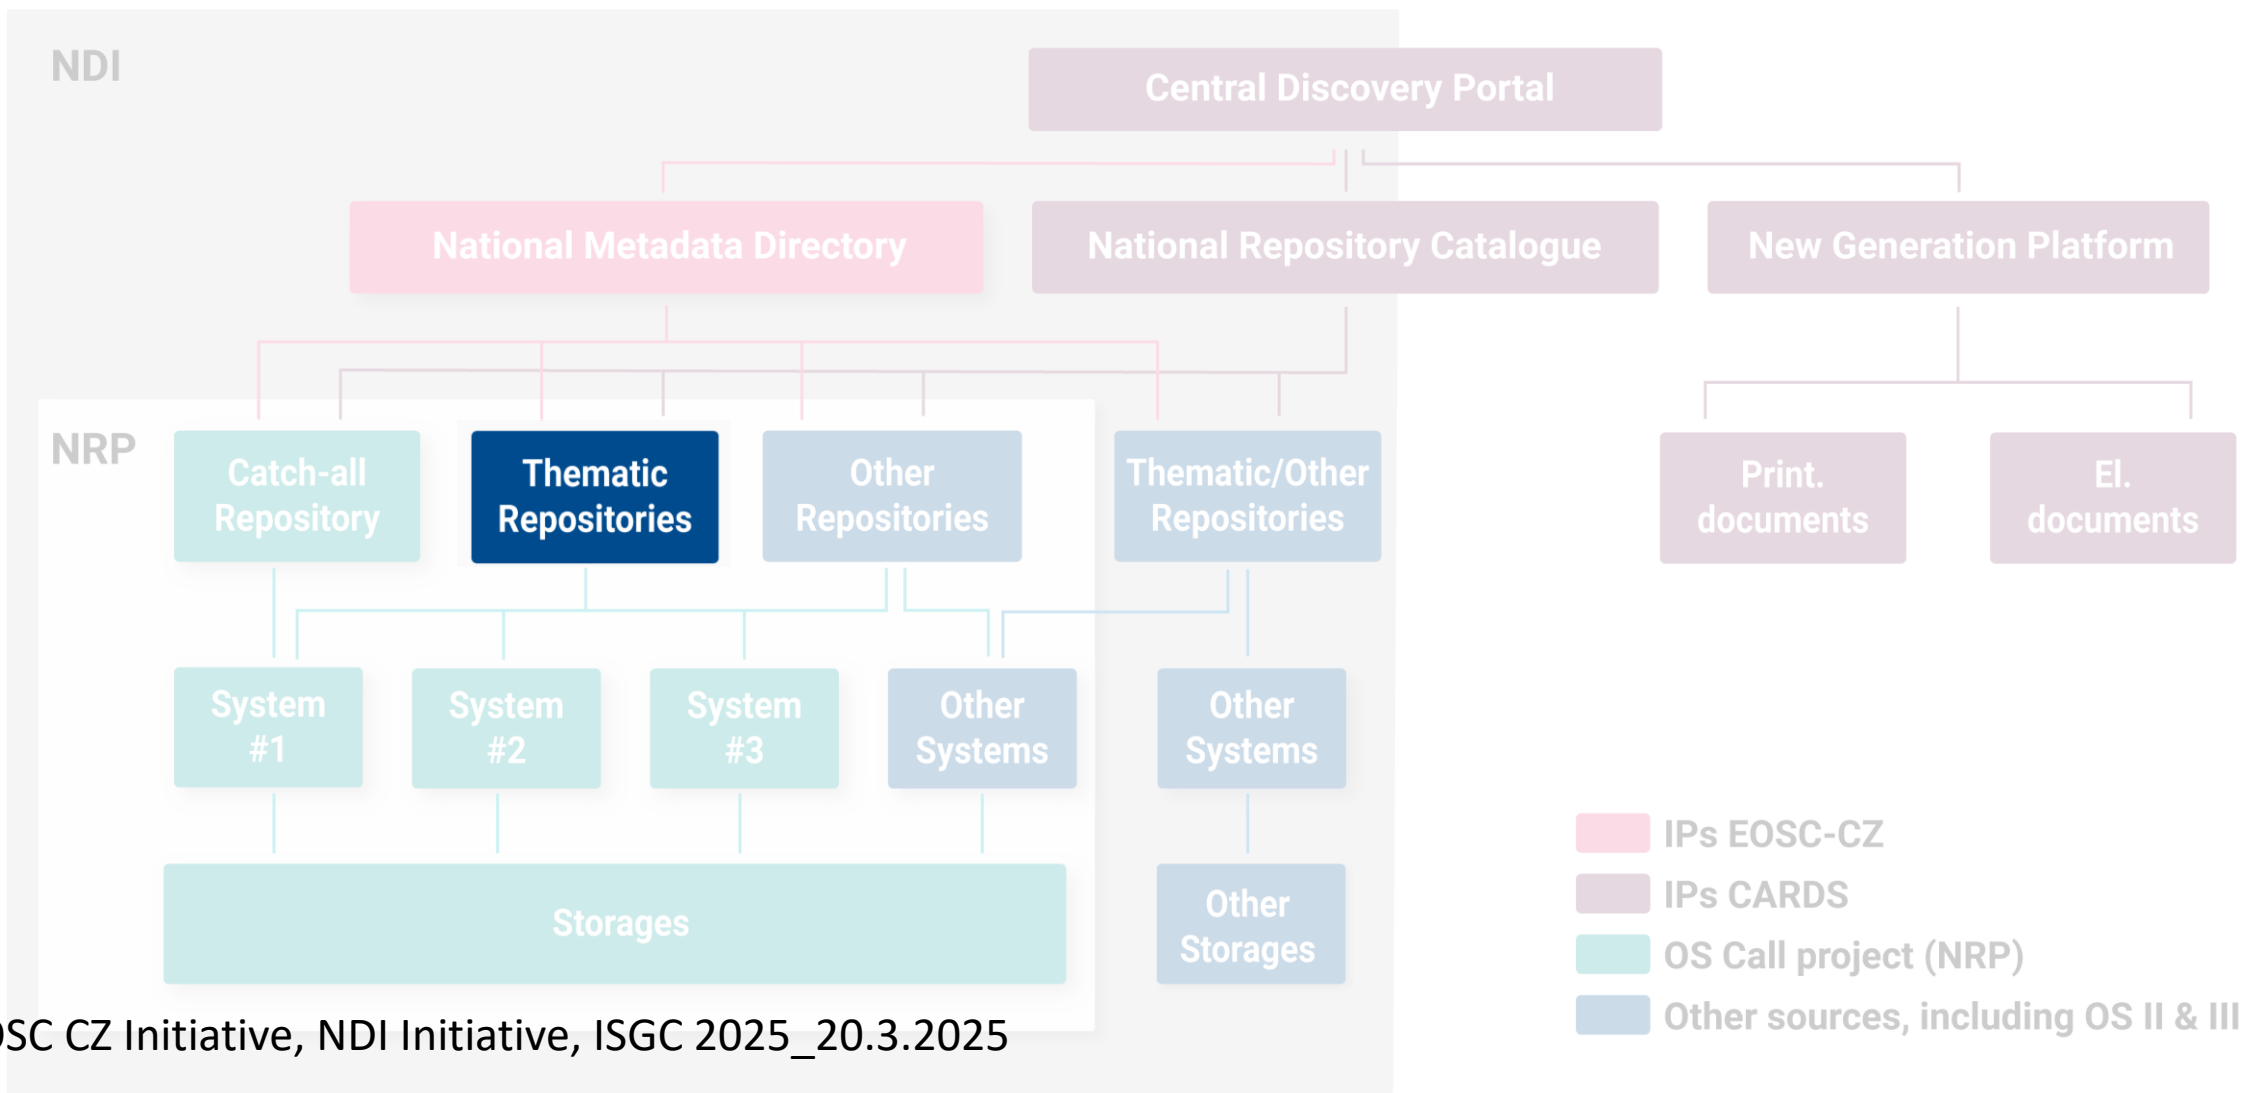 NDI
Central Discovery Portal
National Metadata Directory
National Repository Catalogue
New Generation Platform
NRP
Catch-all
Repository
Thematic
Repositories
Other
Repositories
Thematic/Other
Repositories
Print.
documents
El.
documents
System
#1
System
#2
System
#3
Other
Systems
Other
Systems
Storages
Other
Storages
IPs EOSC-CZ
IPs CARDS
OS Call project (NRP)
Other sources, including OS II & III
OSC CZ Initiative, NDI Initiative, ISGC 2025_20.3.2025